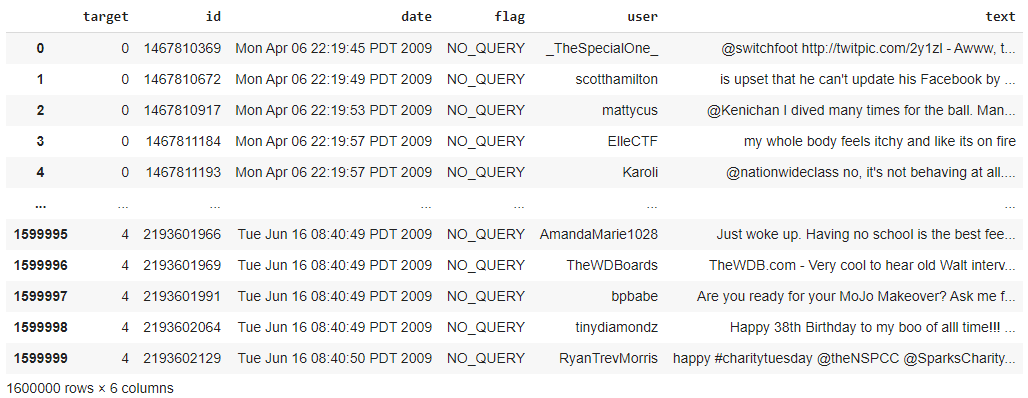 target id date flag user text
0 0 1467810369 Mon Apr 06 22:19:45 PDT 2009 NO_QUERY _TheSpecialOne_ @switchfoot http://twitpic.com/2y1zl - Awww, t...
1 0 1467810672 Mon Apr 06 22:19:49 PDT 2009 NO_QUERY scotthamilton is upset that he can't update his Facebook by ...
2 0 1467810917 Mon Apr 06 22:19:53 PDT 2009 NO_QUERY mattycus @Kenichan I dived many times for the ball. Man...
3 0 1467811184 Mon Apr 06 22:19:57 PDT 2009 NO_QUERY ElleCTF my whole body feels itchy and like its on fire
4 0 1467811193 Mon Apr 06 22:19:57 PDT 2009 NO_QUERY Karoli @nationwideclass no, it's not behaving at all....
... ... ... ... ... ... ...
1599995 4 2193601966 Tue Jun 16 08:40:49 PDT 2009 NO_QUERY AmandaMarie1028 Just woke up. Having no school is the best fee...
1599996 4 2193601969 Tue Jun 16 08:40:49 PDT 2009 NO_QUERY TheWDBoards TheWDB.com - Very cool to hear old Walt interv...
1599997 4 2193601991 Tue Jun 16 08:40:49 PDT 2009 NO_QUERY bpbabe Are you ready for your MoJo Makeover? Ask me f...
1599998 4 2193602064 Tue Jun 16 08:40:49 PDT 2009 NO_QUERY tinydiamondz Happy 38th Birthday to my boo of alll time!!! ...
1599999 4 2193602129 Tue Jun 16 08:40:50 PDT 2009 NO_QUERY RyanTrevMorris happy #charitytuesday @theNSPCC @SparksCharity...
1600000 rows × 6 columns